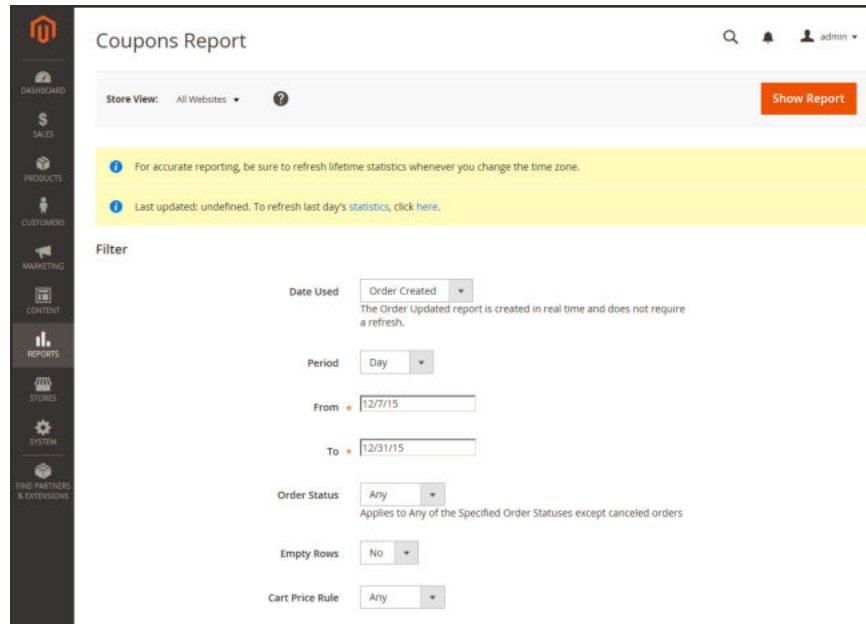 Coupons Report
admin
DASHBOARD
SALES
PRODUCTS
CUSTOMERS
MARKETING
CONTENT
REPORTS
STORES
SYSTEM
FIND PARTNERS
& EXTENSIONS
Store View: All Websites
Show Report
For accurate reporting, be sure to refresh lifetime statistics whenever you change the time zone.
Last updated: undefined. To refresh last day's statistics, click here.
Filter
Date Used Order Created
The Order Updated report is created in real time and does not require
a refresh.
Period Day
From * 12/7/15
To * 12/31/15
Order Status Any
Applies to Any of the Specified Order Statuses except canceled orders
Empty Rows No
Cart Price Rule Any